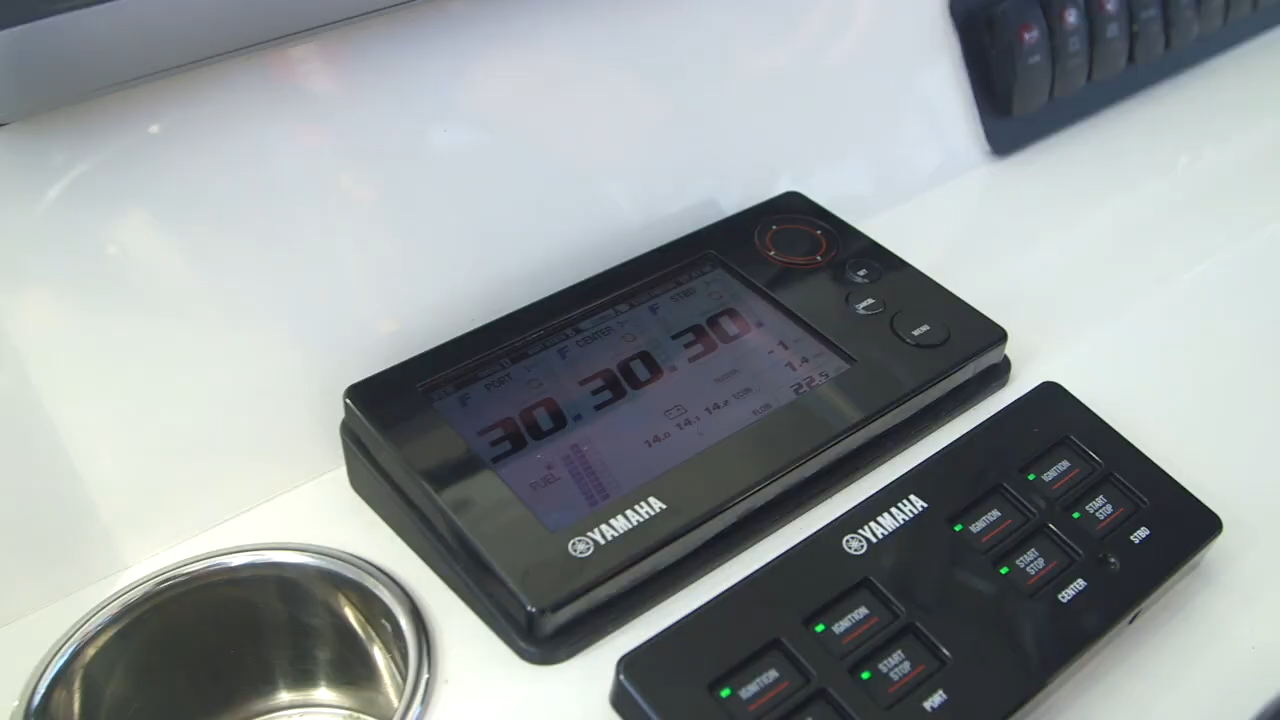 F PORT
F CENTER
F STBD
30. 30. 30.
FUEL
14.0 14.1 14.2
ECON
-1
1.4
22.5
YAMAHA
SET
CANCEL
MENU
YAMAHA
IGNITION
IGNITION
START
STOP
START
STOP
STBD
CENTER
IGNITION
IGNITION
START
STOP
PORT